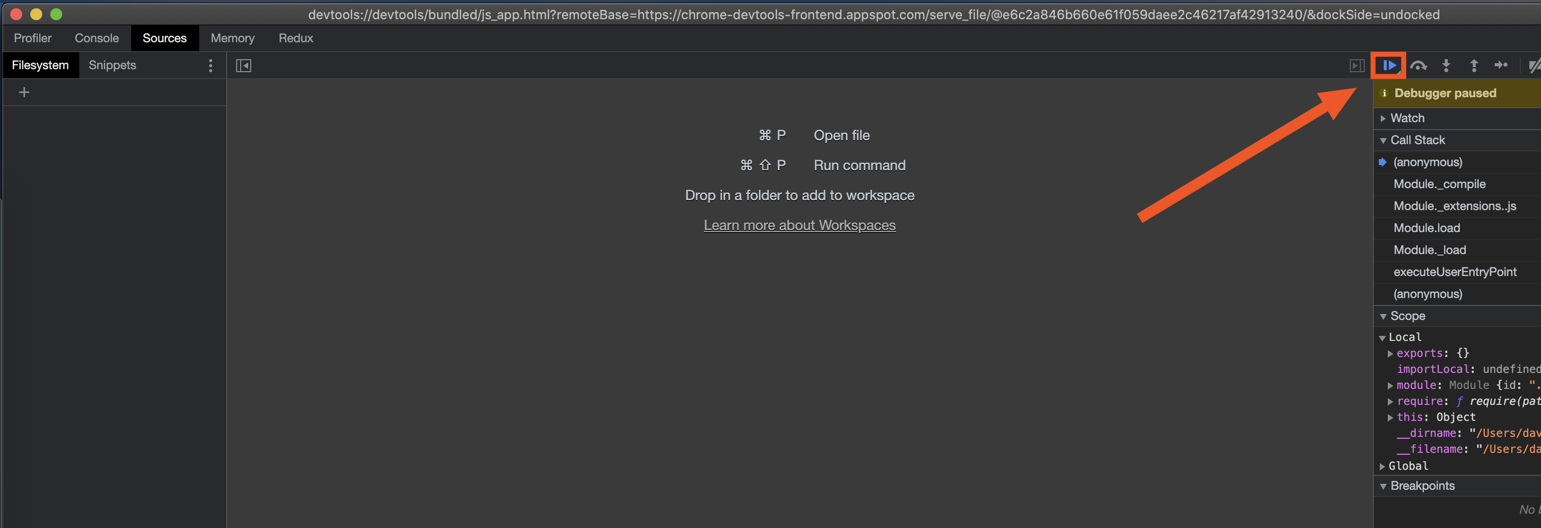 devtools://devtools/bundled/js_app.html?remoteBase=https://chrome-devtools-frontend.appspot.com/serve_file/@e6c2a846b660e61f059daee2c46217af42913240/&dockSide=undocked
Profiler Console Sources Memory Redux
Filesystem Snippets
+
Debugger paused
⌘ P Open file
⌘ ⇧ P Run command
Drop in a folder to add to workspace
Learn more about Workspaces
Watch
Call Stack
(anonymous)
Module._compile
Module._extensions..js
Module.load
Module._load
executeUserEntryPoint
(anonymous)
Scope
Local
exports: {}
importLocal: undefined
module: Module {id: ".
require: ƒ require(pat
this: Object
__dirname: "/Users/dav
__filename: "/Users/da
Global
Breakpoints
No